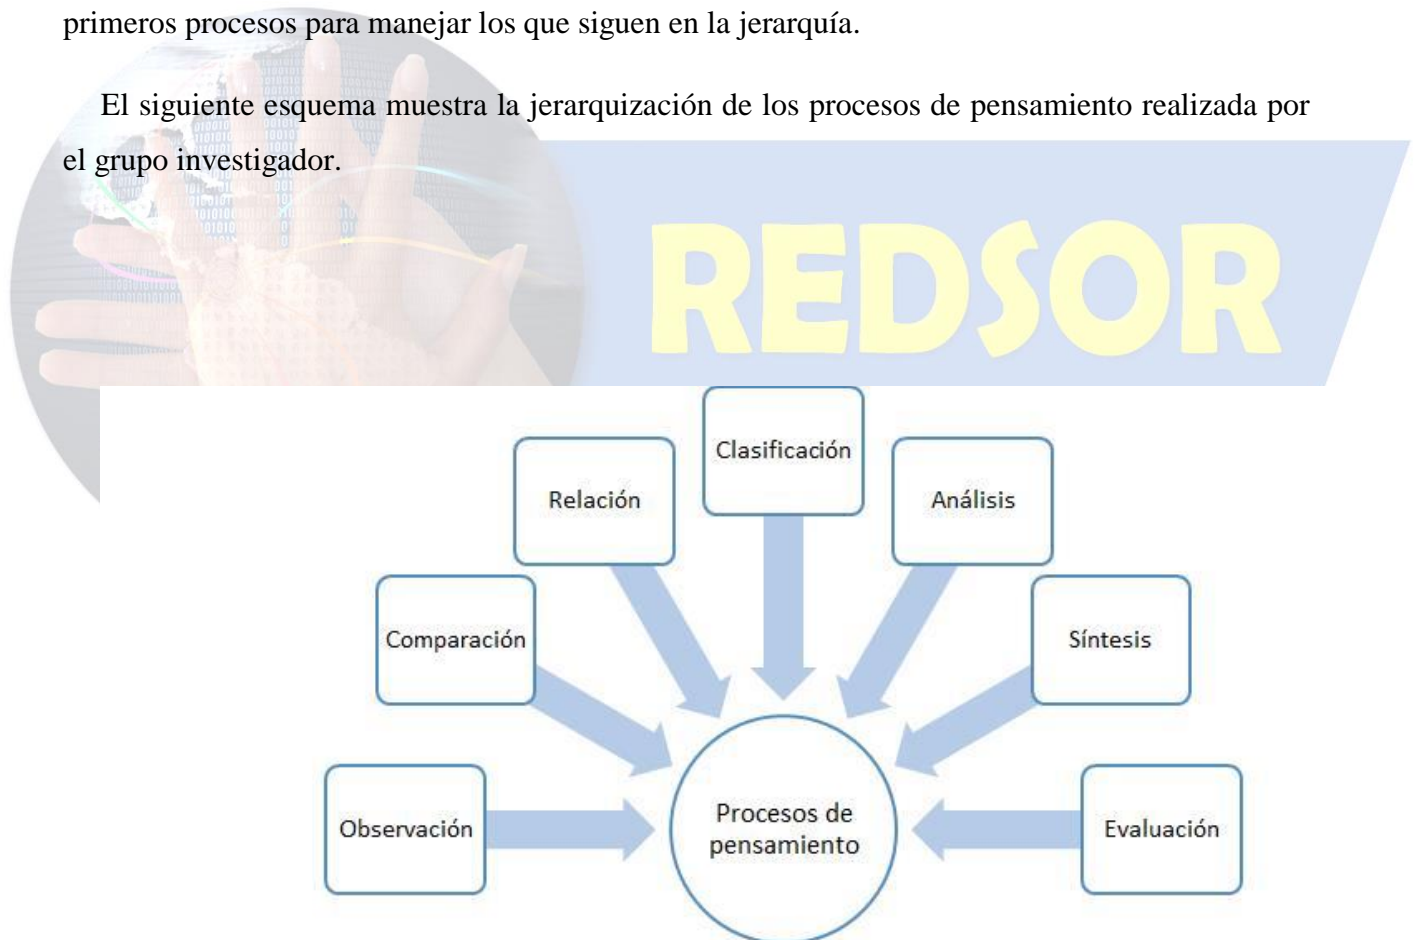 primeros procesos para manejar los que siguen en la jerarquía.
El siguiente esquema muestra la jerarquización de los procesos de pensamiento realizada por
el grupo investigador.
REDSOR
Clasificación
Relación
Análisis
Comparación
Síntesis
Observación
Procesos de
pensamiento
Evaluación